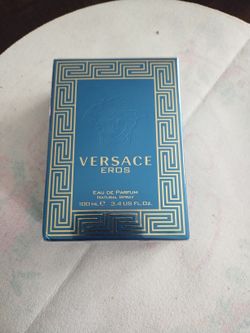 VERSACE
EROS
EAU DE PARFUM
NATURAL SPRAY
100 ML ℮ 3.4 US FL.OZ.